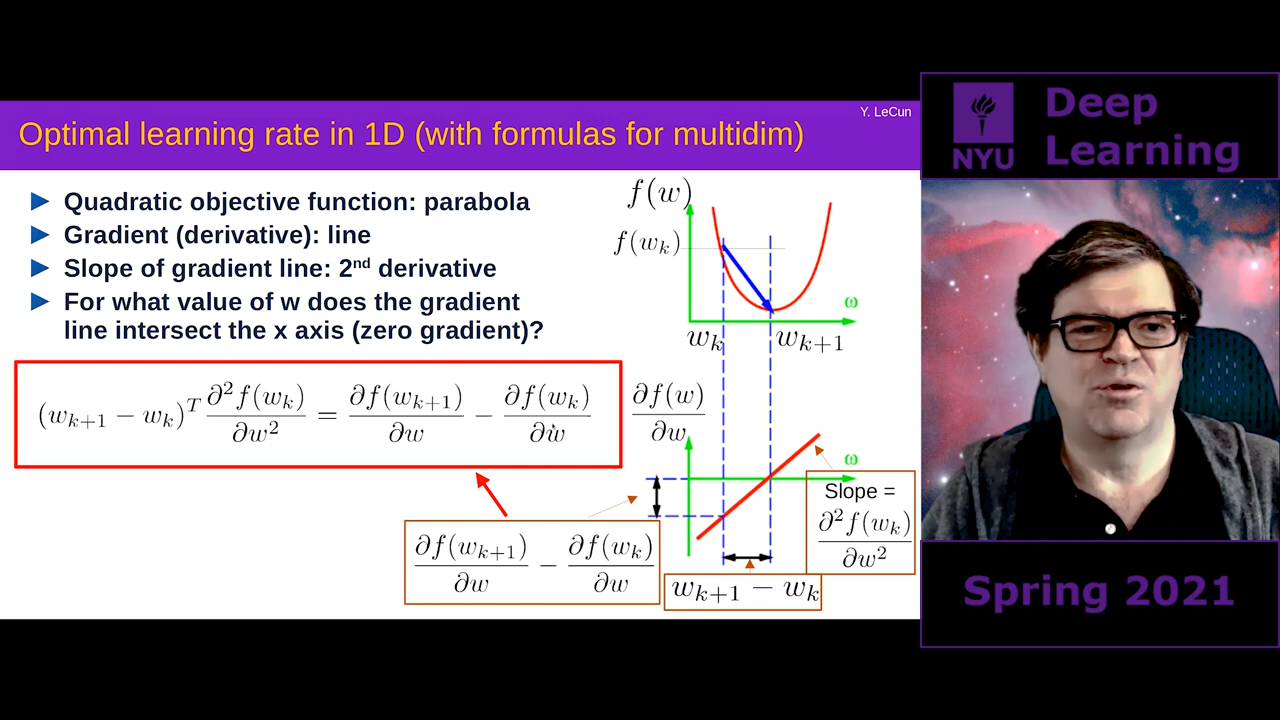 Y. LeCun
Optimal learning rate in 1D (with formulas for multidim)
► Quadratic objective function: parabola
► Gradient (derivative): line
► Slope of gradient line: 2nd derivative
► For what value of w does the gradient
line intersect the x axis (zero gradient)?
f(w)
f(w_k)
ω
w_k
w_{k+1}
(w_{k+1} − w_k)^T ∂²f(w_k)/∂w² = ∂f(w_{k+1})/∂w − ∂f(w_k)/∂w
∂f(w)/∂w
ω
Slope =
∂²f(w_k)/∂w²
∂f(w_{k+1})/∂w − ∂f(w_k)/∂w
w_{k+1} − w_k
NYU
Deep
Learning
Spring 2021